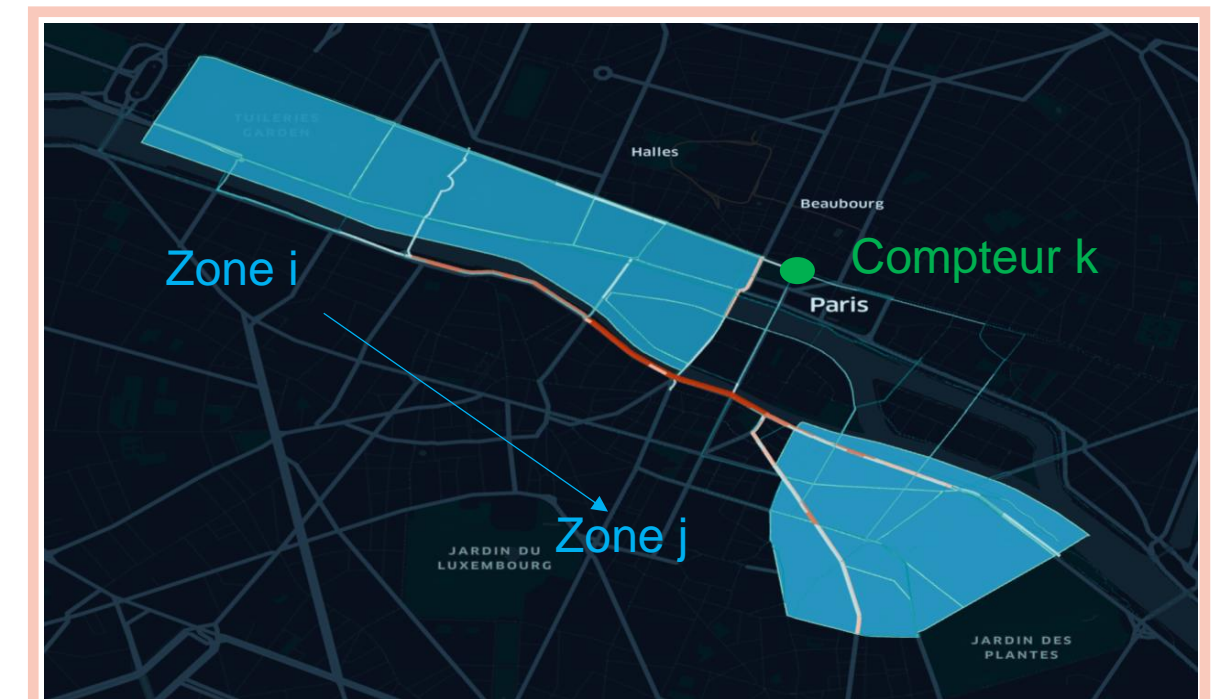 TUILERIES
GARDEN
Halles
Beaubourg
Zone i
Compteur k
Paris
Zone j
JARDIN DU
LUXEMBOURG
JARDIN DES
PLANTES